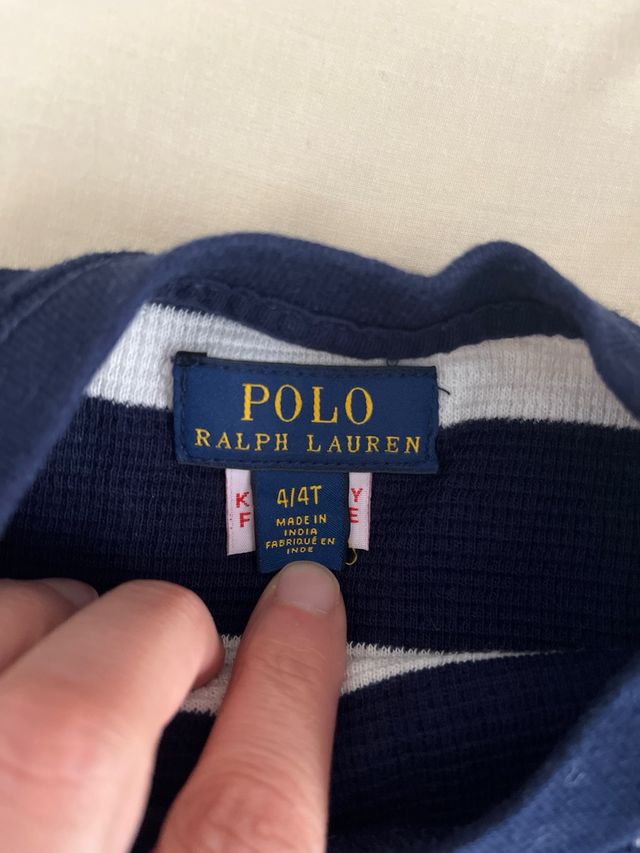 POLO
RALPH LAUREN
4/4T
MADE IN
INDIA
FABRIQUÉ EN
INDE
K Y
F E